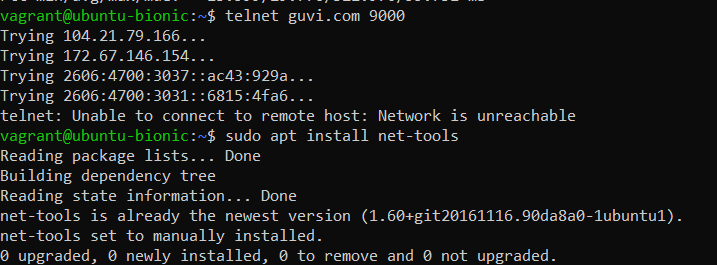 vagrant@ubuntu-bionic:~$ telnet guvi.com 9000
Trying 104.21.79.166...
Trying 172.67.146.154...
Trying 2606:4700:3037::ac43:929a...
Trying 2606:4700:3031::6815:4fa6...
telnet: Unable to connect to remote host: Network is unreachable
vagrant@ubuntu-bionic:~$ sudo apt install net-tools
Reading package lists... Done
Building dependency tree
Reading state information... Done
net-tools is already the newest version (1.60+git20161116.90da8a0-1ubuntu1).
net-tools set to manually installed.
0 upgraded, 0 newly installed, 0 to remove and 0 not upgraded.